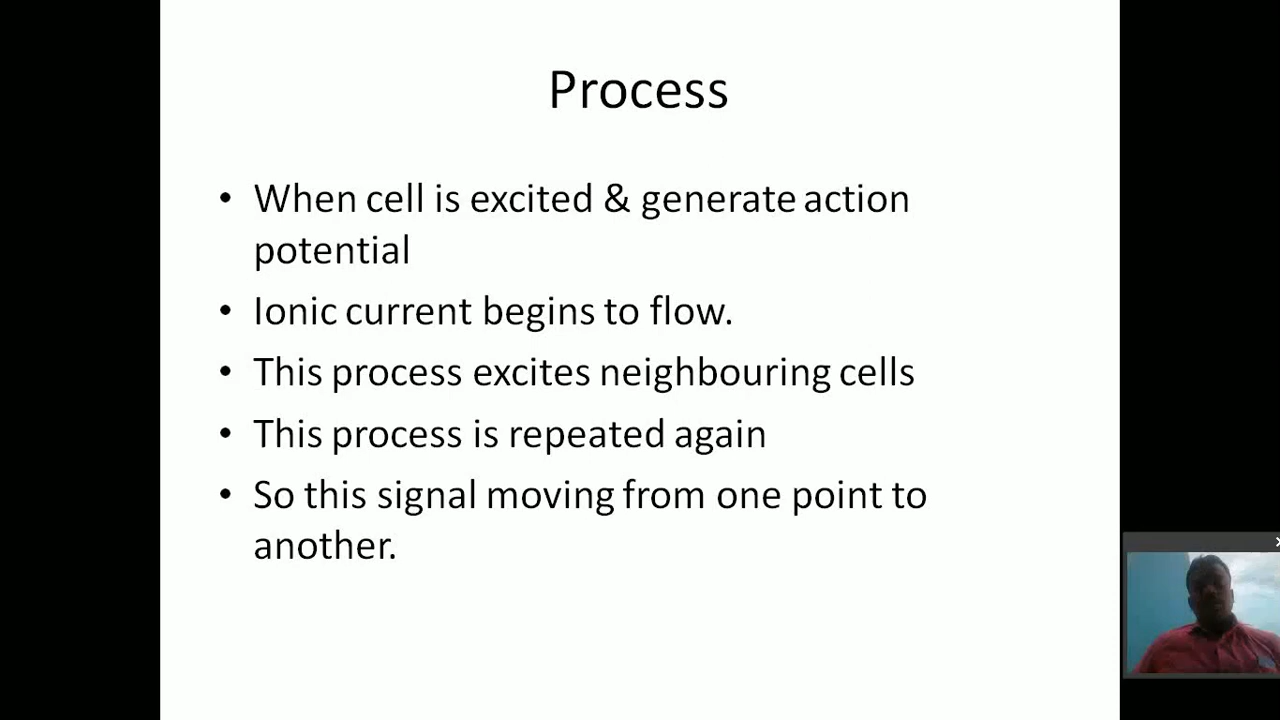 Process
• When cell is excited & generate action
potential
• Ionic current begins to flow.
• This process excites neighbouring cells
• This process is repeated again
• So this signal moving from one point to
another.